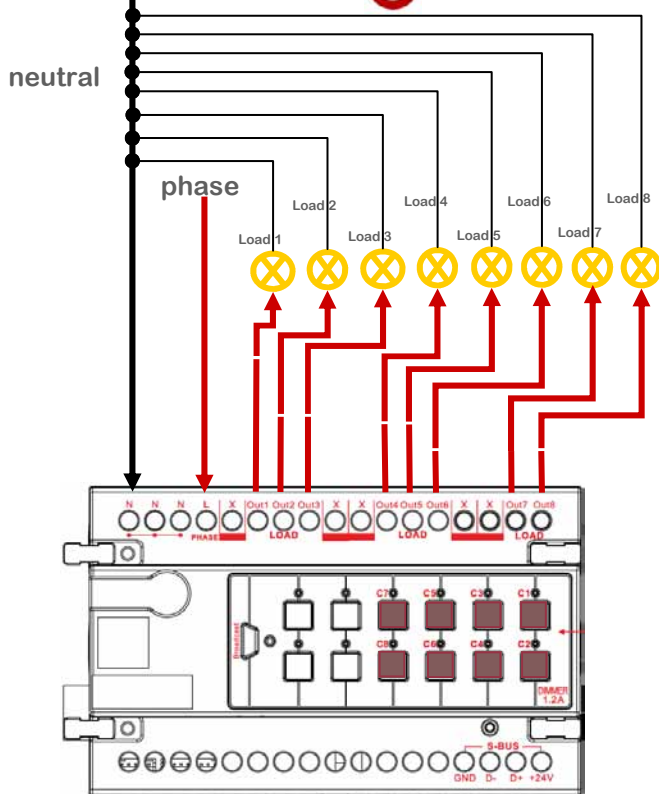 neutral
phase
Load 1
Load 2
Load 3
Load 4
Load 5
Load 6
Load 7
Load 8
N N N L X Out1 Out2 Out3 X X Out4 Out5 Out6 X X Out7 Out8
PHASE LOAD LOAD LOAD
C7 C5 C3 C1
Broadcast
C8 C6 C4 C2
DIMMER
1.2A
S-BUS
GND D- D+ +24V